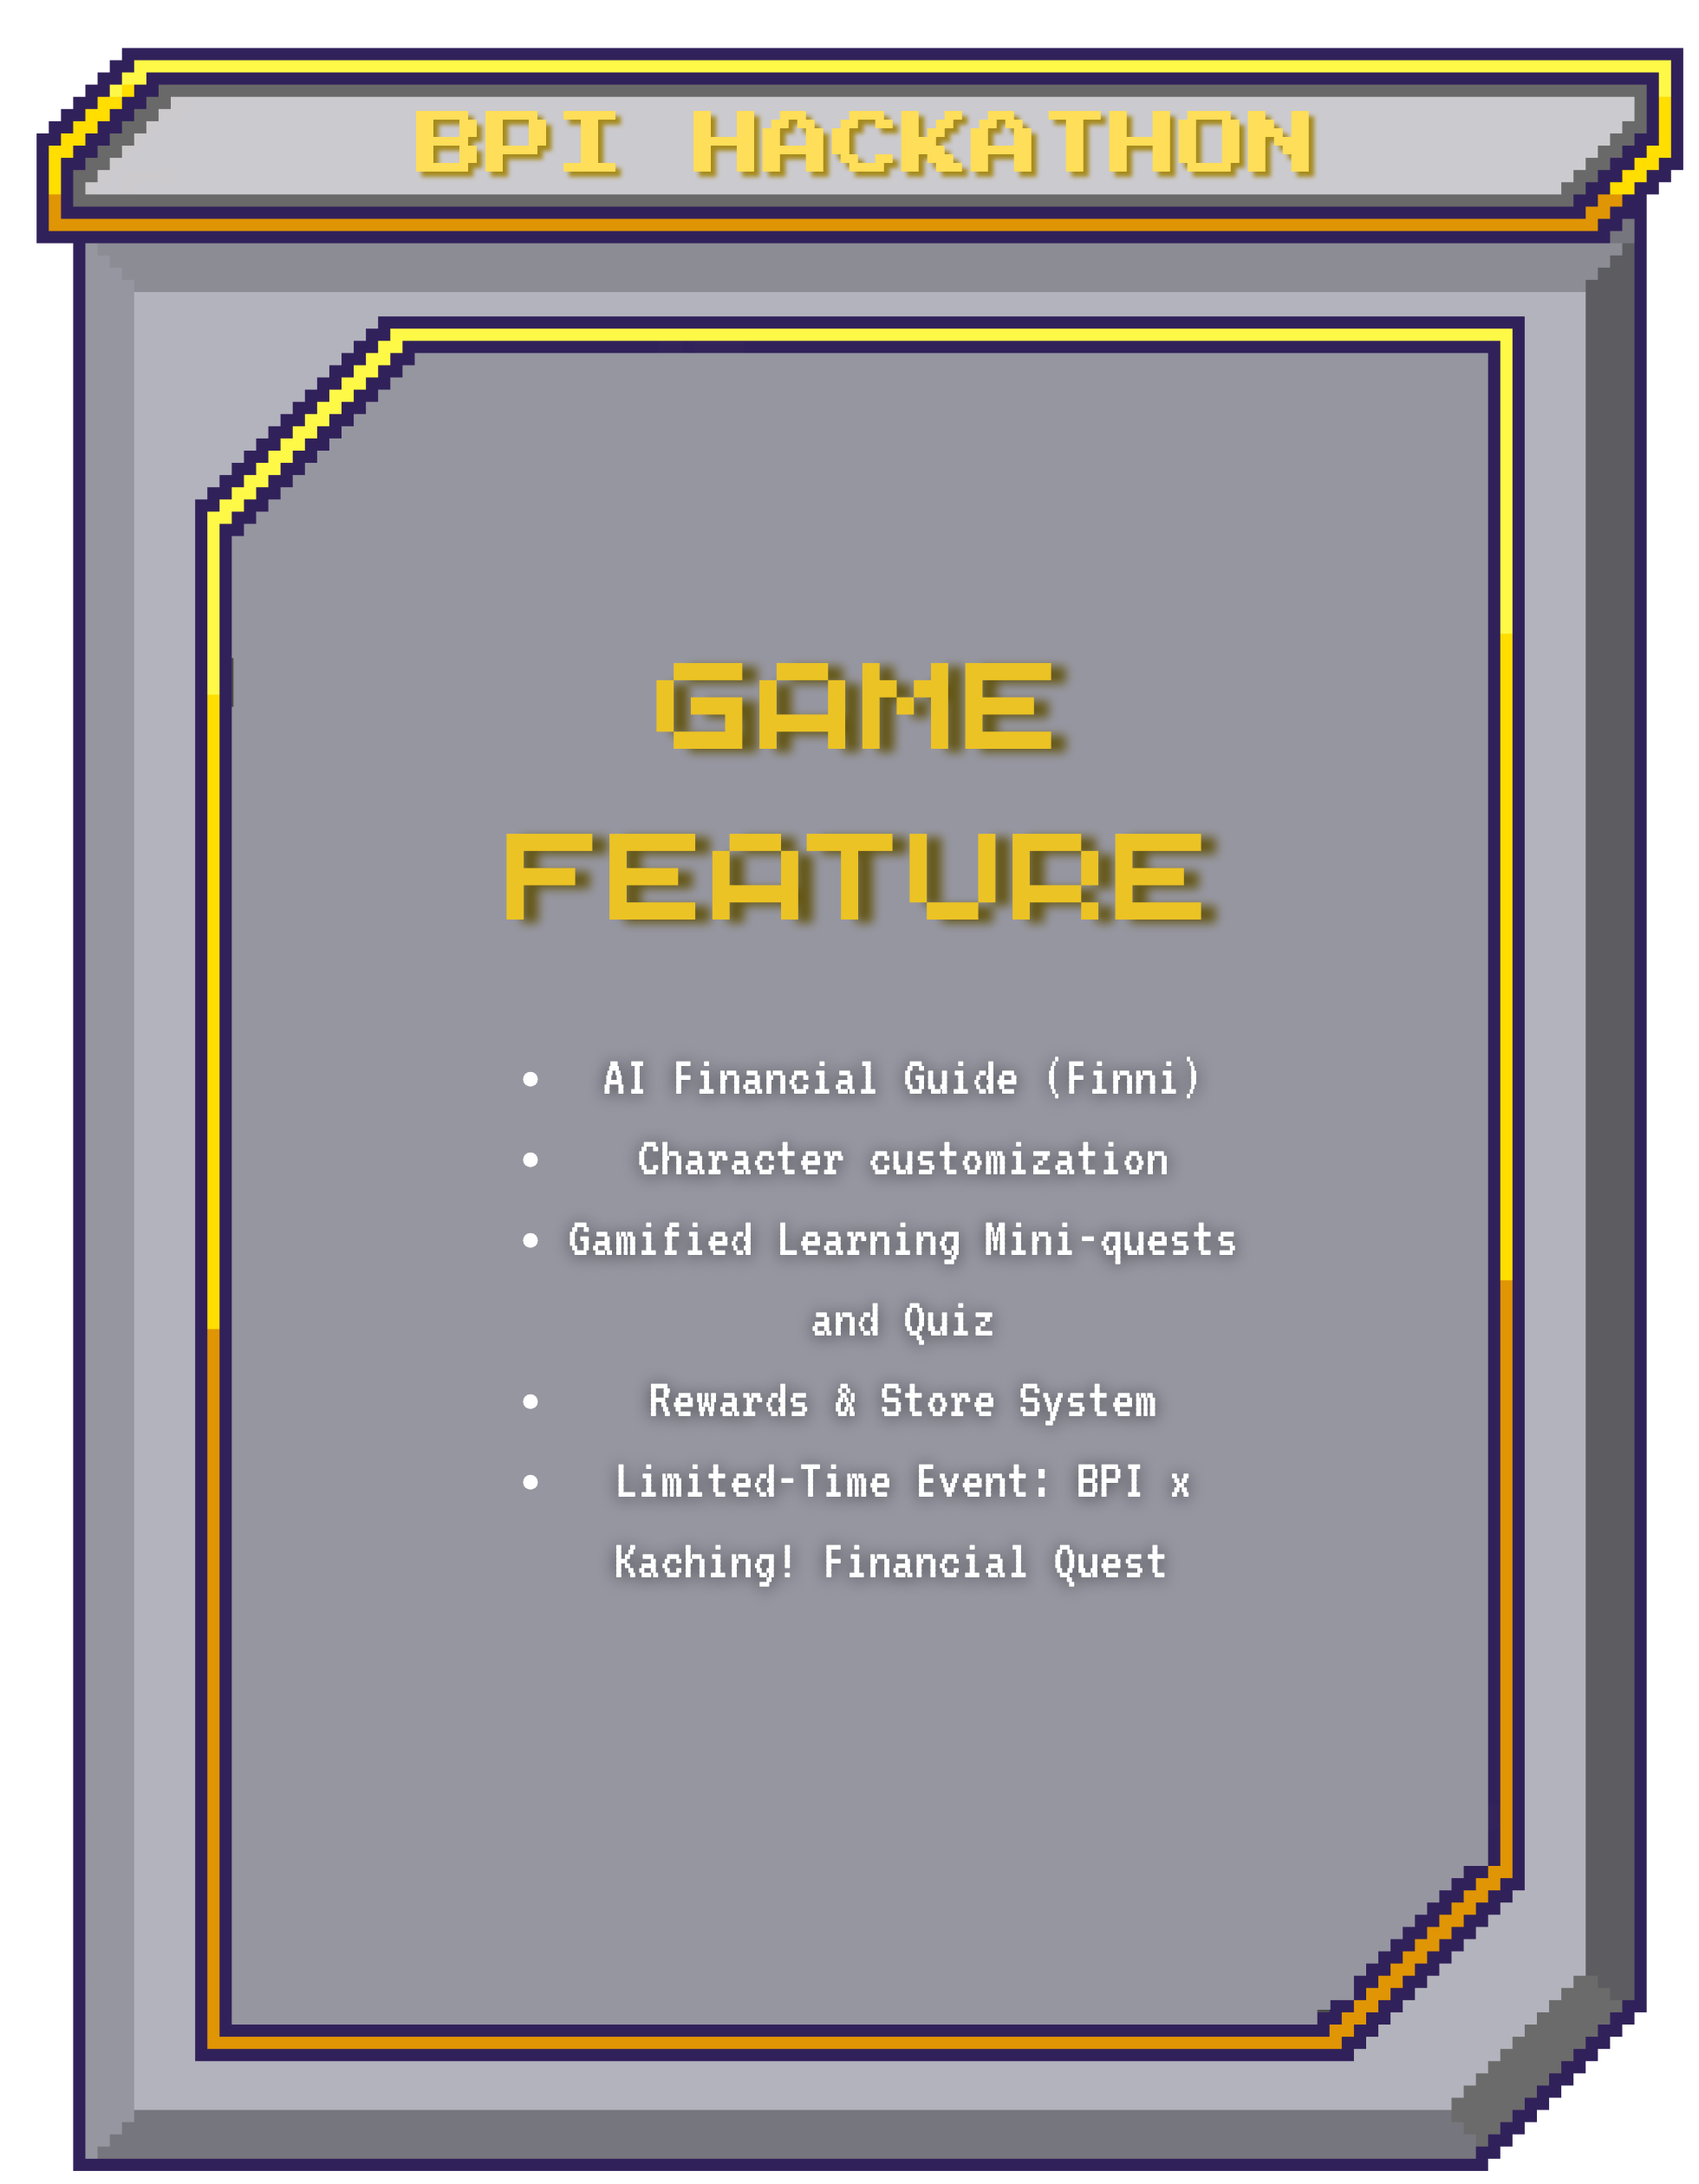 BPI HACKATHON
GAME
FEATURE
• AI Financial Guide (Finni)
• Character customization
• Gamified Learning Mini-quests
and Quiz
• Rewards & Store System
• Limited-Time Event: BPI x
Kaching! Financial Quest